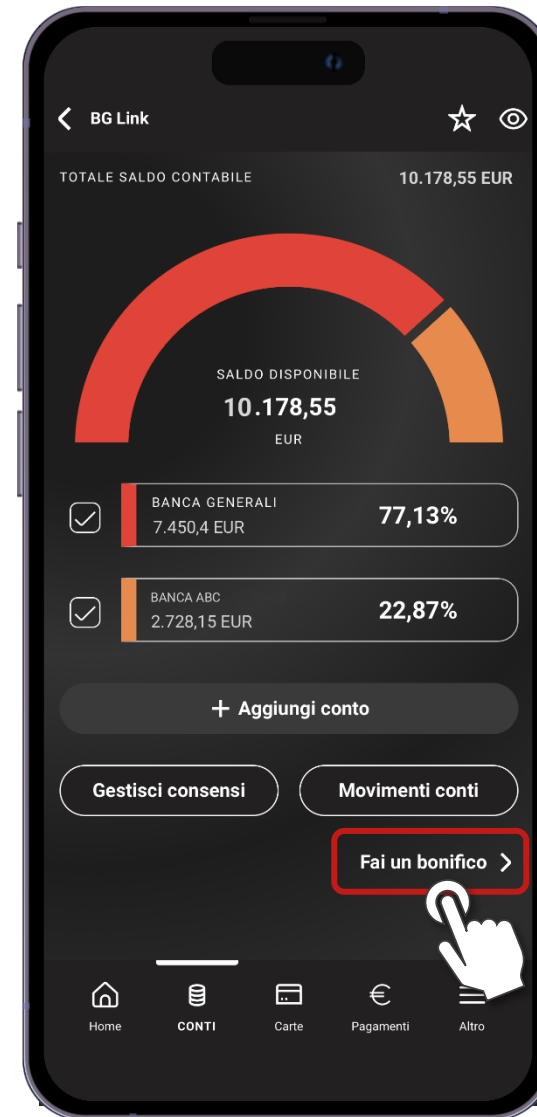 BG Link
TOTALE SALDO CONTABILE 10.178,55 EUR
SALDO DISPONIBILE
10.178,55
EUR
BANCA GENERALI
7.450,4 EUR
77,13%
BANCA ABC
2.728,15 EUR
22,87%
+ Aggiungi conto
Gestisci consensi Movimenti conti
Fai un bonifico >
Home CONTI Carte Pagamenti Altro